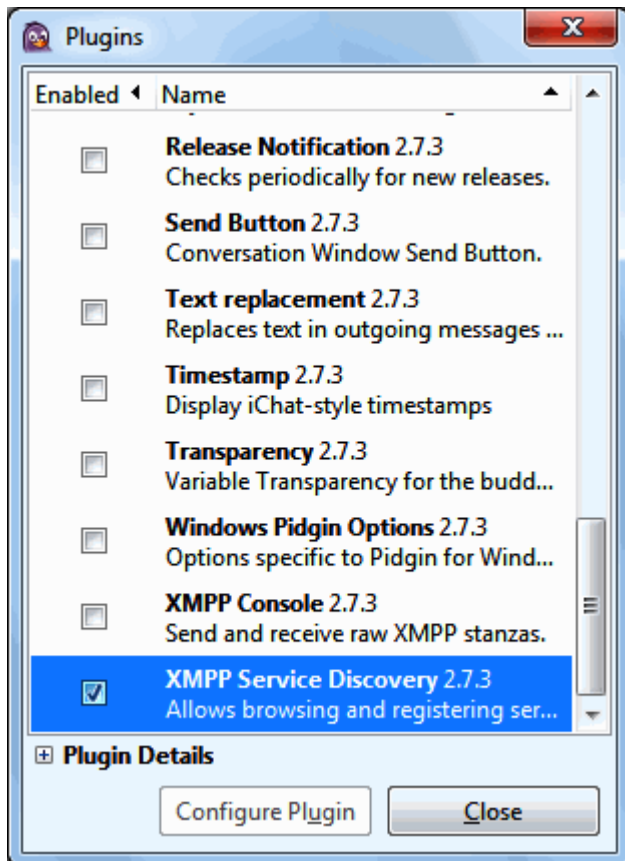 Plugins
Enabled Name
Release Notification 2.7.3
Checks periodically for new releases.
Send Button 2.7.3
Conversation Window Send Button.
Text replacement 2.7.3
Replaces text in outgoing messages ...
Timestamp 2.7.3
Display iChat-style timestamps
Transparency 2.7.3
Variable Transparency for the budd...
Windows Pidgin Options 2.7.3
Options specific to Pidgin for Wind...
XMPP Console 2.7.3
Send and receive raw XMPP stanzas.
XMPP Service Discovery 2.7.3
Allows browsing and registering ser...
Plugin Details
Configure Plugin Close